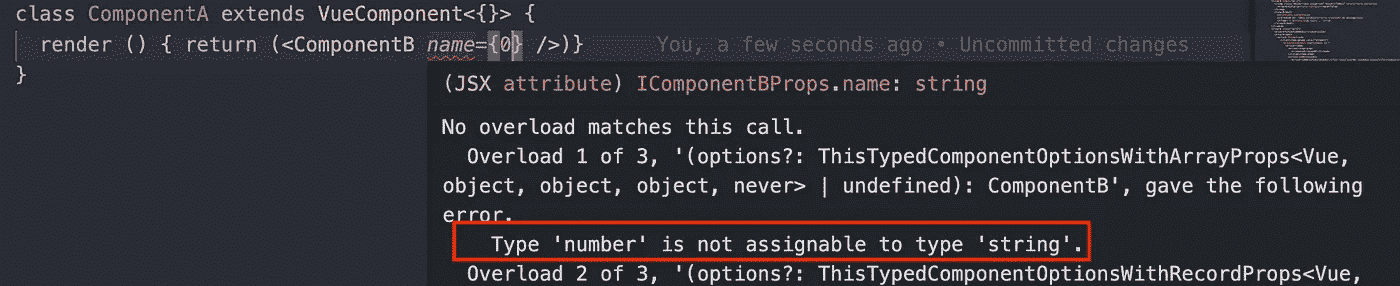 class ComponentA extends VueComponent<{}> {
render () { return (<ComponentB name={0} />)} You, a few seconds ago • Uncommitted changes
}
(JSX attribute) IComponentBProps.name: string
No overload matches this call.
Overload 1 of 3, '(options?: ThisTypedComponentOptionsWithArrayProps<Vue,
object, object, object, never> | undefined): ComponentB', gave the following
error.
Type 'number' is not assignable to type 'string'.
Overload 2 of 3, '(options?: ThisTypedComponentOptionsWithRecordProps<Vue,